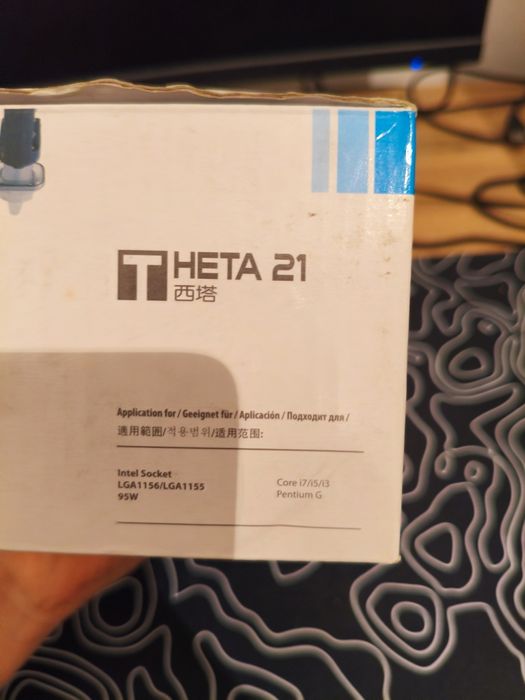 THETA 21
西塔
Application for / Geeignet für / Aplicación / Подходит для /
適用範圍/적용범위/适用范围:
Intel Socket
LGA1156/LGA1155
95W
Core i7/i5/i3
Pentium G